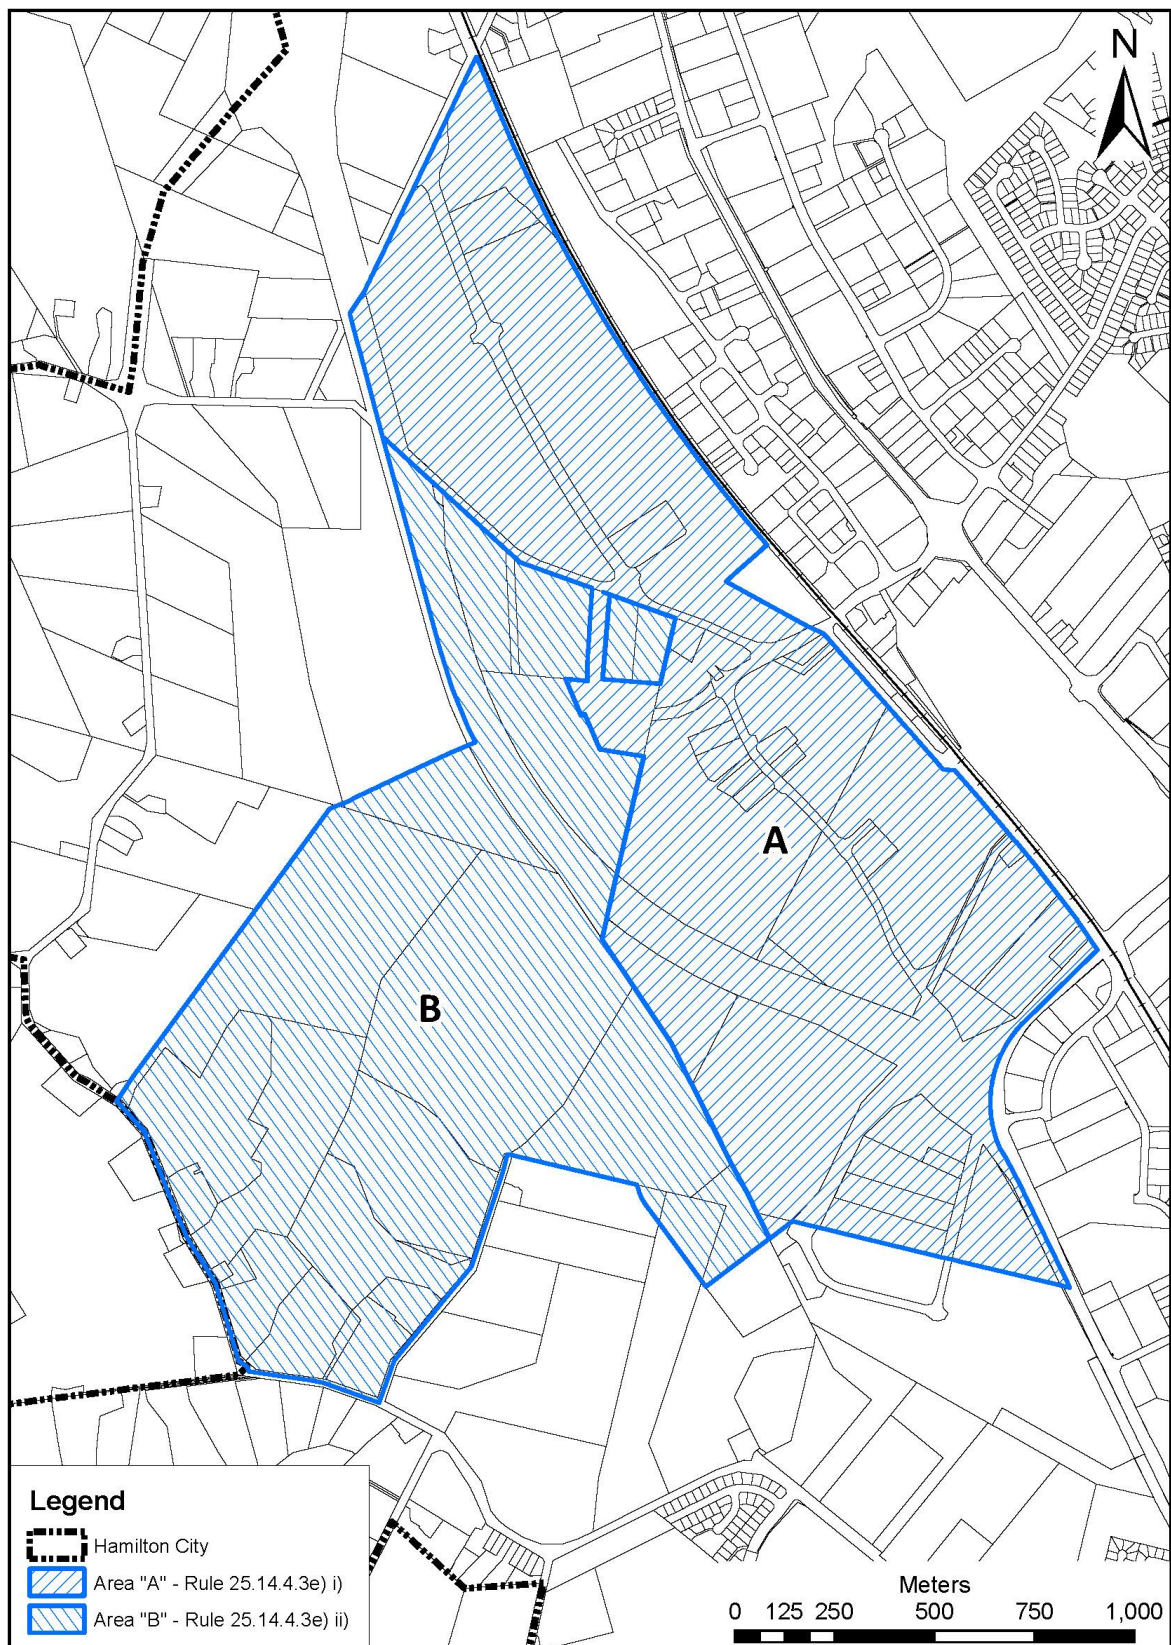 N
A
B
Legend
Hamilton City
Area "A" - Rule 25.14.4.3e) i)
Area "B" - Rule 25.14.4.3e) ii)
Meters
0 125 250 500 750 1,000